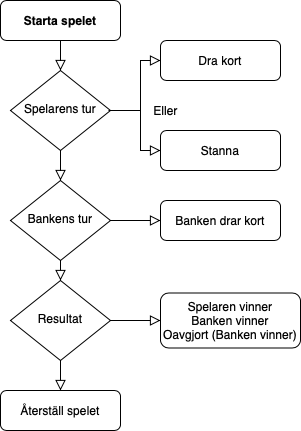 Starta spelet
Dra kort
Spelarens tur
Eller
Stanna
Bankens tur
Banken drar kort
Resultat
Spelaren vinner
Banken vinner
Oavgjort (Banken vinner)
Återställ spelet